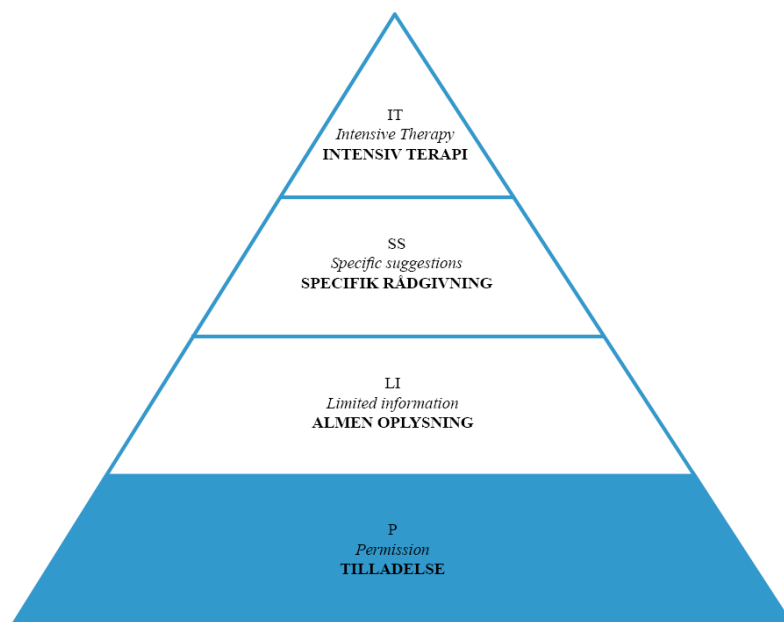 IT
Intensive Therapy
INTENSIV TERAPI
SS
Specific suggestions
SPECIFIK RÅDGIVNING
LI
Limited information
ALMEN OPLYSNING
P
Permission
TILLADELSE